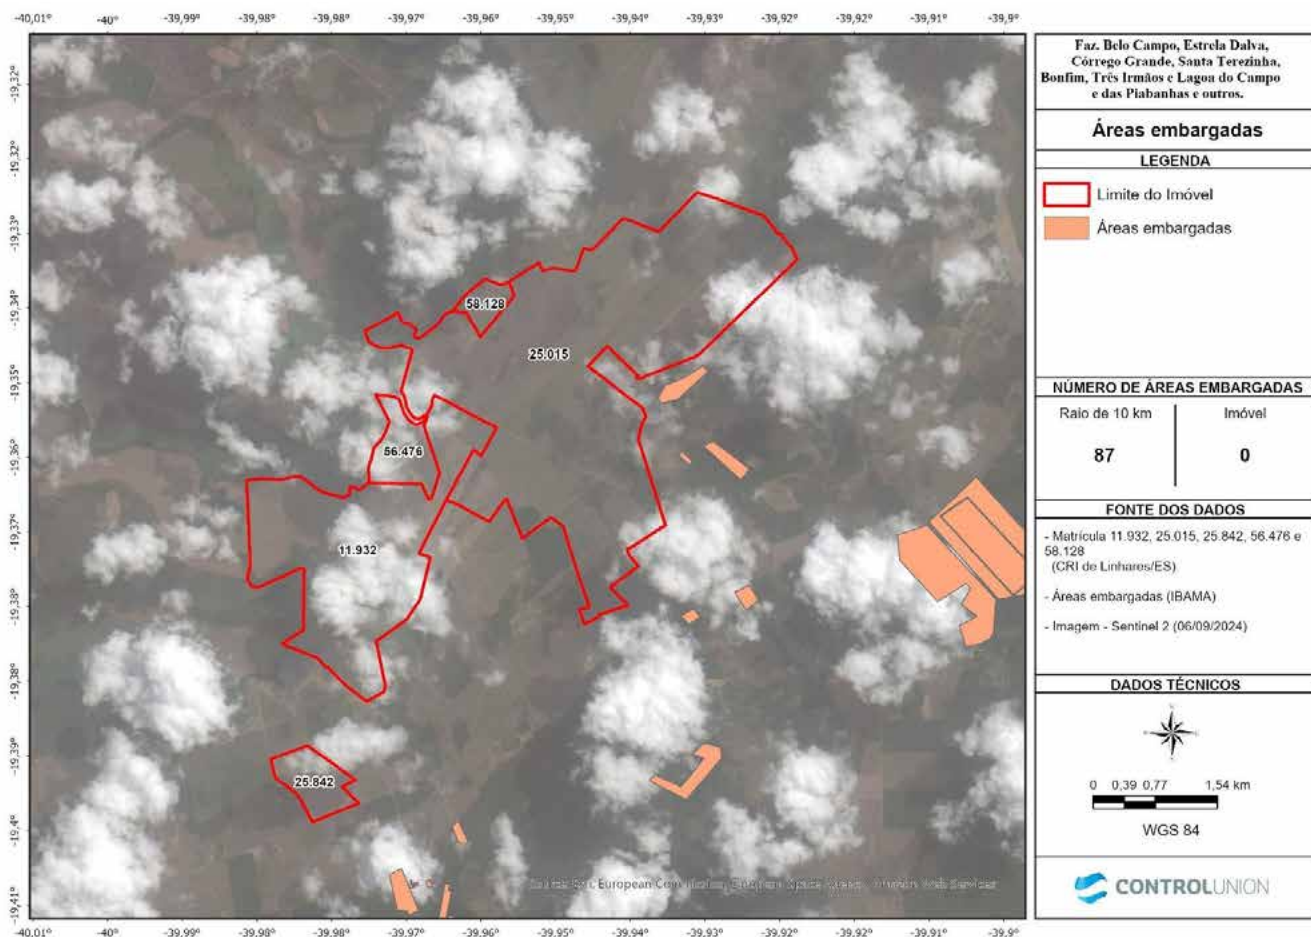 -40,01° -40° -39,98° -39,98° -39,97° -39,96° -39,95° -39,94° -39,93° -39,92° -39,92° -39,91° -39,9°
-19,32°
-19,32°
-19,33°
-19,34°
-19,35°
-19,36°
-19,37°
-19,38°
-19,38°
-19,39°
-19,4°
-19,41°
58.128
25.015
56.476
11.932
25.842
-40,01° -40° -39,98° -39,98° -39,97° -39,96° -39,95° -39,94° -39,93° -39,92° -39,92° -39,91° -39,9°
Faz. Belo Campo, Estrela Dalva,
Córrego Grande, Santa Terezinha,
Bonfim, Três Irmãos e Lagoa do Campo
e das Piabanhas e outros.
Áreas embargadas
LEGENDA
Limite do Imóvel
Áreas embargadas
NÚMERO DE ÁREAS EMBARGADAS
Raio de 10 km Imóvel
87 0
FONTE DOS DADOS
- Matrícula 11.932, 25.015, 25.842, 56.476 e
58.128
(CRI de Linhares/ES)
- Áreas embargadas (IBAMA)
- Imagem - Sentinel 2 (06/09/2024)
DADOS TÉCNICOS
0 0,39 0,77 1,54 km
WGS 84
CONTROLUNION